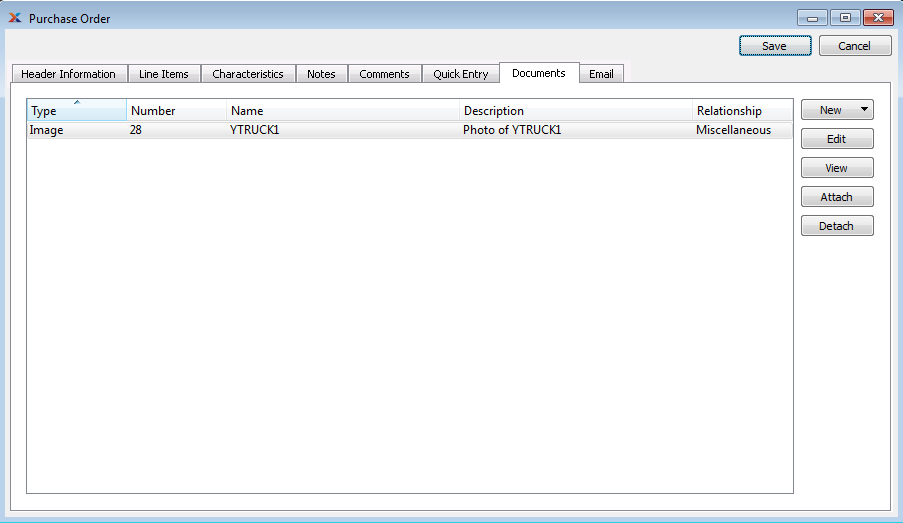 Purchase Order
Save Cancel
Header Information Line Items Characteristics Notes Comments Quick Entry Documents Email
Type Number Name Description Relationship New
Image 28 YTRUCK1 Photo of YTRUCK1 Miscellaneous
Edit
View
Attach
Detach